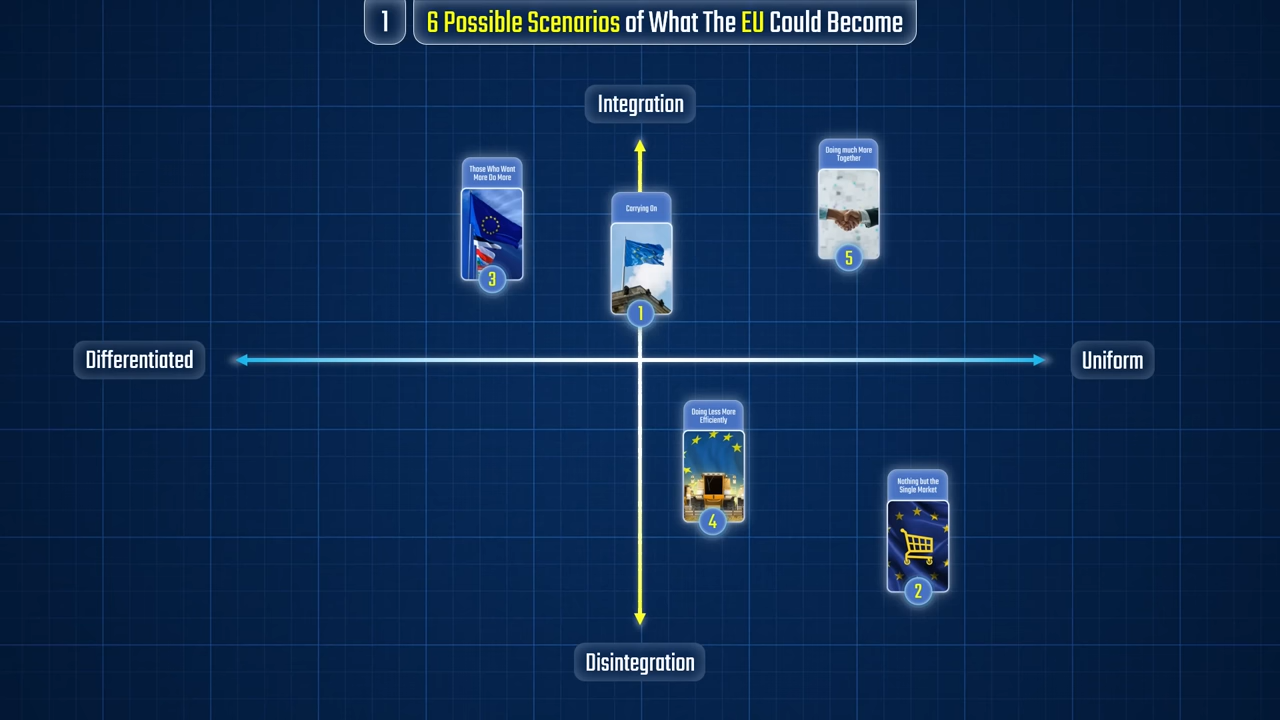 1
6 Possible Scenarios of What The EU Could Become
Integration
Doing much More
Together
5
Those Who Want
More Do More
3
Carrying On
1
Differentiated
Uniform
Doing Less More
Efficiently
4
Nothing but the
Single Market
2
Disintegration